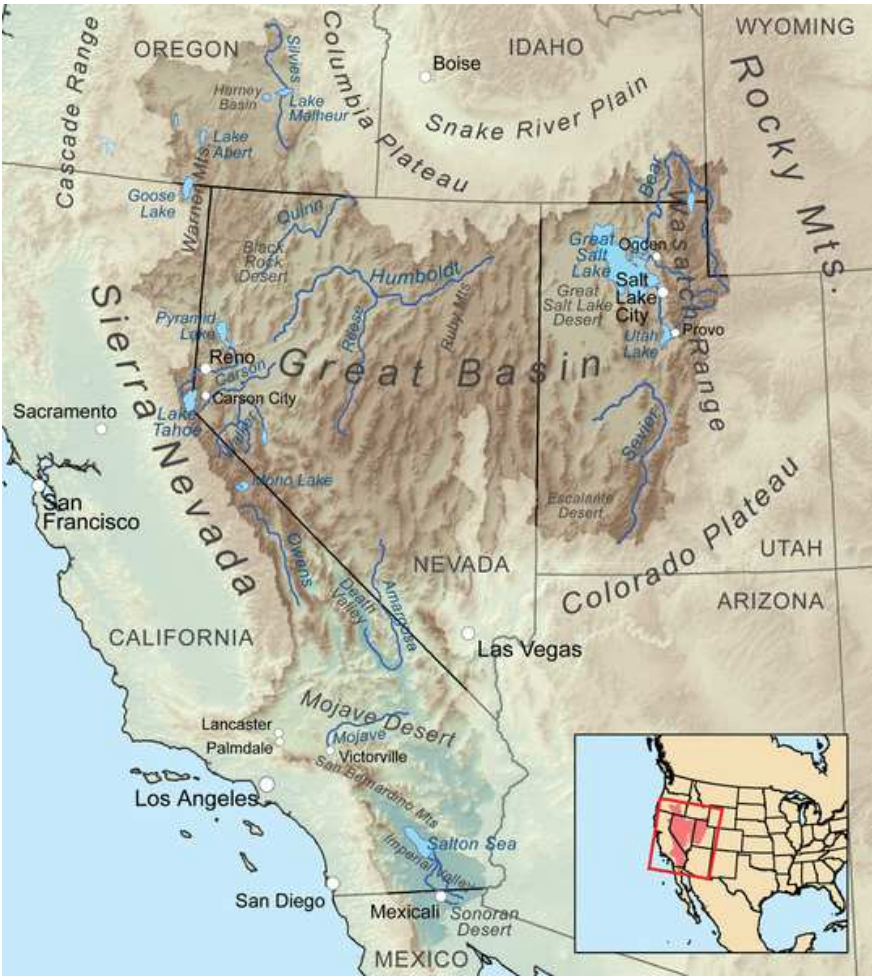 WYOMING
OREGON
IDAHO
Cascade Range
Silvies
Columbia Plateau
Boise
Rocky Mts.
Harney
Basin
Lake
Malheur
Snake River Plain
Lake
Abert
Warner Mts.
Goose
Lake
Bear
Quinn
Wasatch Range
Black
Rock
Desert
Great
Salt
Lake
Ogden
Humboldt
Salt
Lake
City
Great
Salt Lake
Desert
Pyramid
Lake
Reese
Ruby Mts
Provo
Utah
Lake
Reno
Carson
Great Basin
Sierra Nevada
Sacramento
Carson City
Lake
Tahoe
Walker
Sevier
Mono Lake
San
Francisco
Escalante
Desert
Owens
NEVADA
UTAH
Colorado Plateau
Death
Valley
Amargosa
ARIZONA
CALIFORNIA
Las Vegas
Mojave Desert
Lancaster
Palmdale
Mojave
Victorville
San Bernardino Mts
Los Angeles
Salton Sea
Imperial Valley
San Diego
Mexicali
Sonoran
Desert
MEXICO